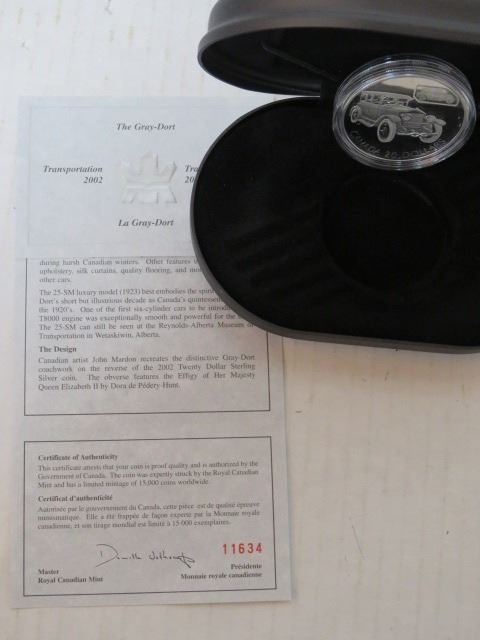 The Gray-Dort
Transportation
2002
La Gray-Dort
during harsh Canadian winters. Other features
upholstery, silk curtains, quality flooring, and
other cars.
The 25-SM luxury model (1923) best embodies the
Dort's short but illustrious decade as Canada's
the 1920's. One of the first six-cylinder cars to be
T8000 engine was exceptionally smooth and powerful for the
The 25-SM can still be seen at the Reynolds-Alberta Museum of
Transportation in Wetaskiwin, Alberta.
The Design
Canadian artist John Mardon recreates the distinctive Gray-Dort
coachwork on the reverse of the 2002 Twenty Dollar Sterling
Silver coin. The obverse features the Effigy of Her Majesty
Queen Elizabeth II by Dora de Pédery-Hunt.
Certificate of Authenticity
This certificate attests that your coin is proof quality and is authorized by the
Government of Canada. The coin was expertly struck by the Royal Canadian
Mint and has a limited mintage of 15,000 coins worldwide.
Certificat d'authenticité
Autorisée par le gouvernement du Canada, cette pièce est de qualité épreuve
numismatique. Elle a été frappée de façon experte par la Monnaie royale
canadienne, et son tirage mondial est limité à 15 000 exemplaires.
11634
Master
Royal Canadian Mint
Présidente
Monnaie royale canadienne
CANADA 20 DOLLARS